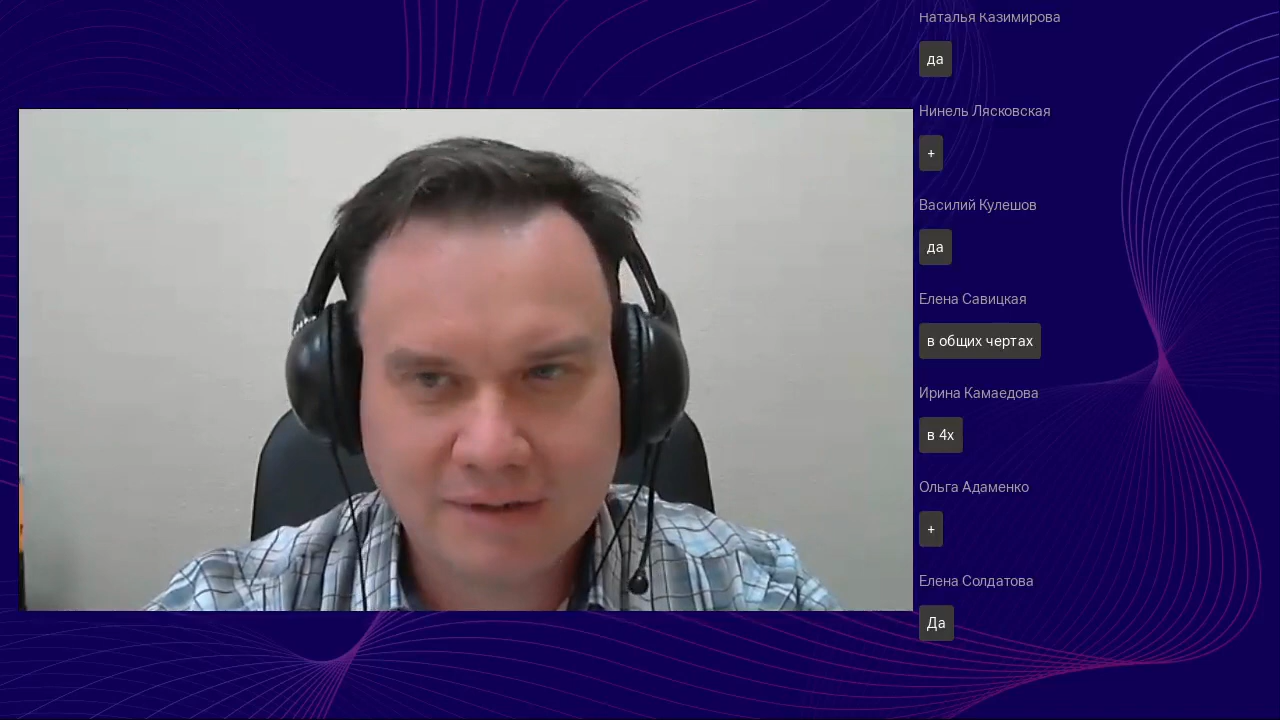 Наталья Казимирова
да
Нинель Лясковская
+
Василий Кулешов
да
Елена Савицкая
в общих чертах
Ирина Камаедова
в 4х
Ольга Адаменко
+
Елена Солдатова
Да